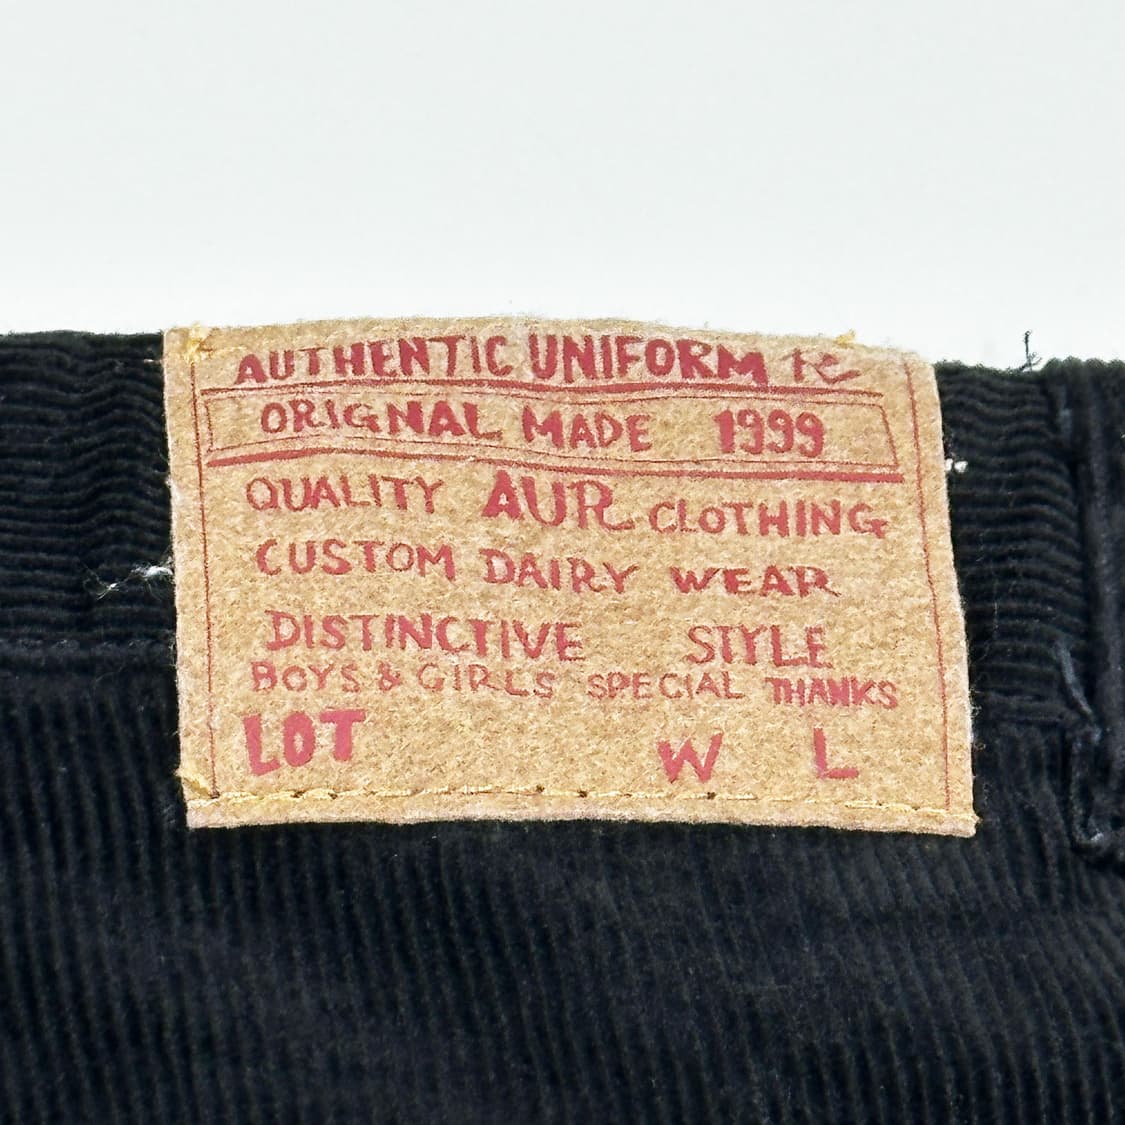 AUTHENTIC UNIFORM
ORIGNAL MADE 1999
QUALITY AUR CLOTHING
CUSTOM DAIRY WEAR
DISTINCTIVE STYLE
BOYS & GIRLS SPECIAL THANKS
LOT W L